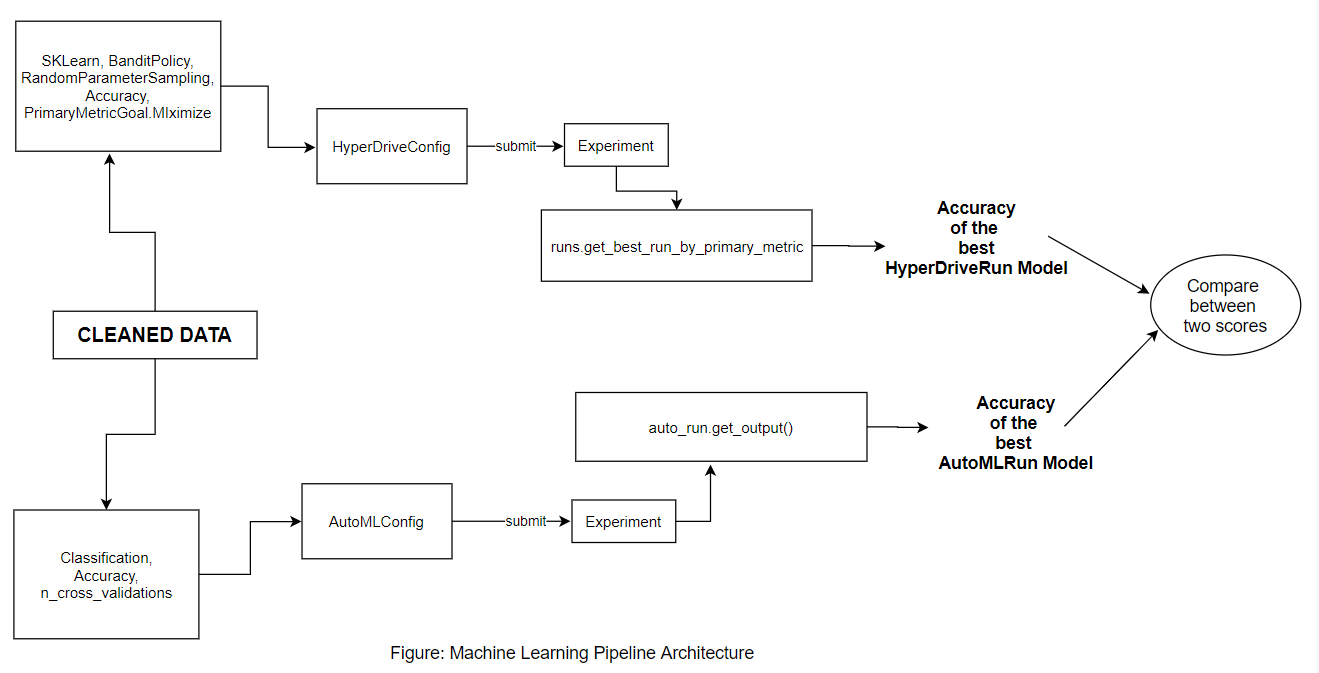 SKLearn, BanditPolicy,
RandomParameterSampling,
Accuracy,
PrimaryMetricGoal.MIximize
HyperDriveConfig
submit
Experiment
runs.get_best_run_by_primary_metric
Accuracy
of the
best
HyperDriveRun Model
Compare
between
two scores
CLEANED DATA
auto_run.get_output()
Accuracy
of the
best
AutoMLRun Model
Classification,
Accuracy,
n_cross_validations
AutoMLConfig
submit
Experiment
Figure: Machine Learning Pipeline Architecture